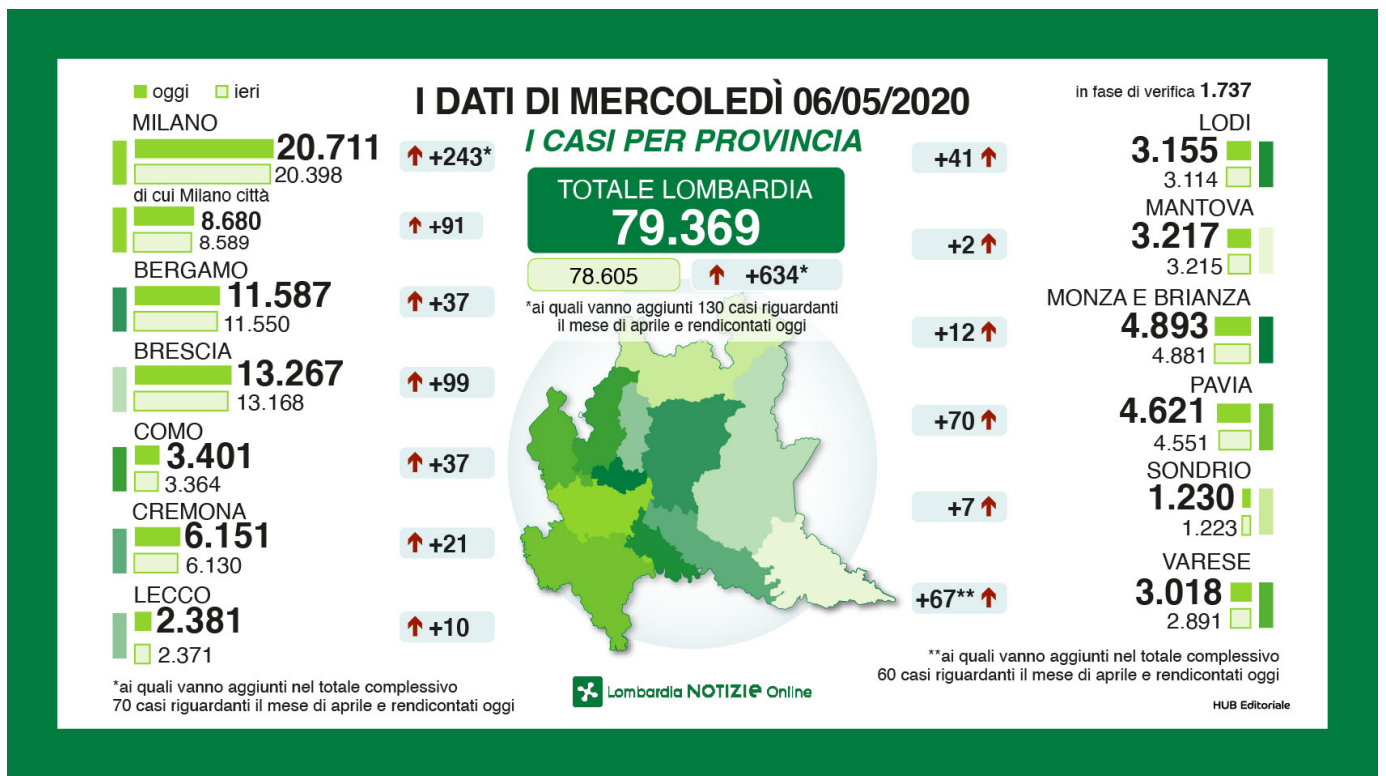 oggi ieri
I DATI DI MERCOLEDÌ 06/05/2020
I CASI PER PROVINCIA
TOTALE LOMBARDIA
79.369
78.605 +634*
*ai quali vanno aggiunti 130 casi riguardanti
il mese di aprile e rendicontati oggi
in fase di verifica 1.737
MILANO
20.711 +243*
20.398
di cui Milano città
8.680 +91
8.589
BERGAMO
11.587 +37
11.550
BRESCIA
13.267 +99
13.168
COMO
3.401 +37
3.364
CREMONA
6.151 +21
6.130
LECCO
2.381 +10
2.371
*ai quali vanno aggiunti nel totale complessivo
70 casi riguardanti il mese di aprile e rendicontati oggi
LODI
+41 3.155
3.114
MANTOVA
+2 3.217
3.215
MONZA E BRIANZA
+12 4.893
4.881
PAVIA
+70 4.621
4.551
SONDRIO
+7 1.230
1.223
VARESE
+67** 3.018
2.891
**ai quali vanno aggiunti nel totale complessivo
60 casi riguardanti il mese di aprile e rendicontati oggi
Lombardia NOTIZIe Online
HUB Editoriale